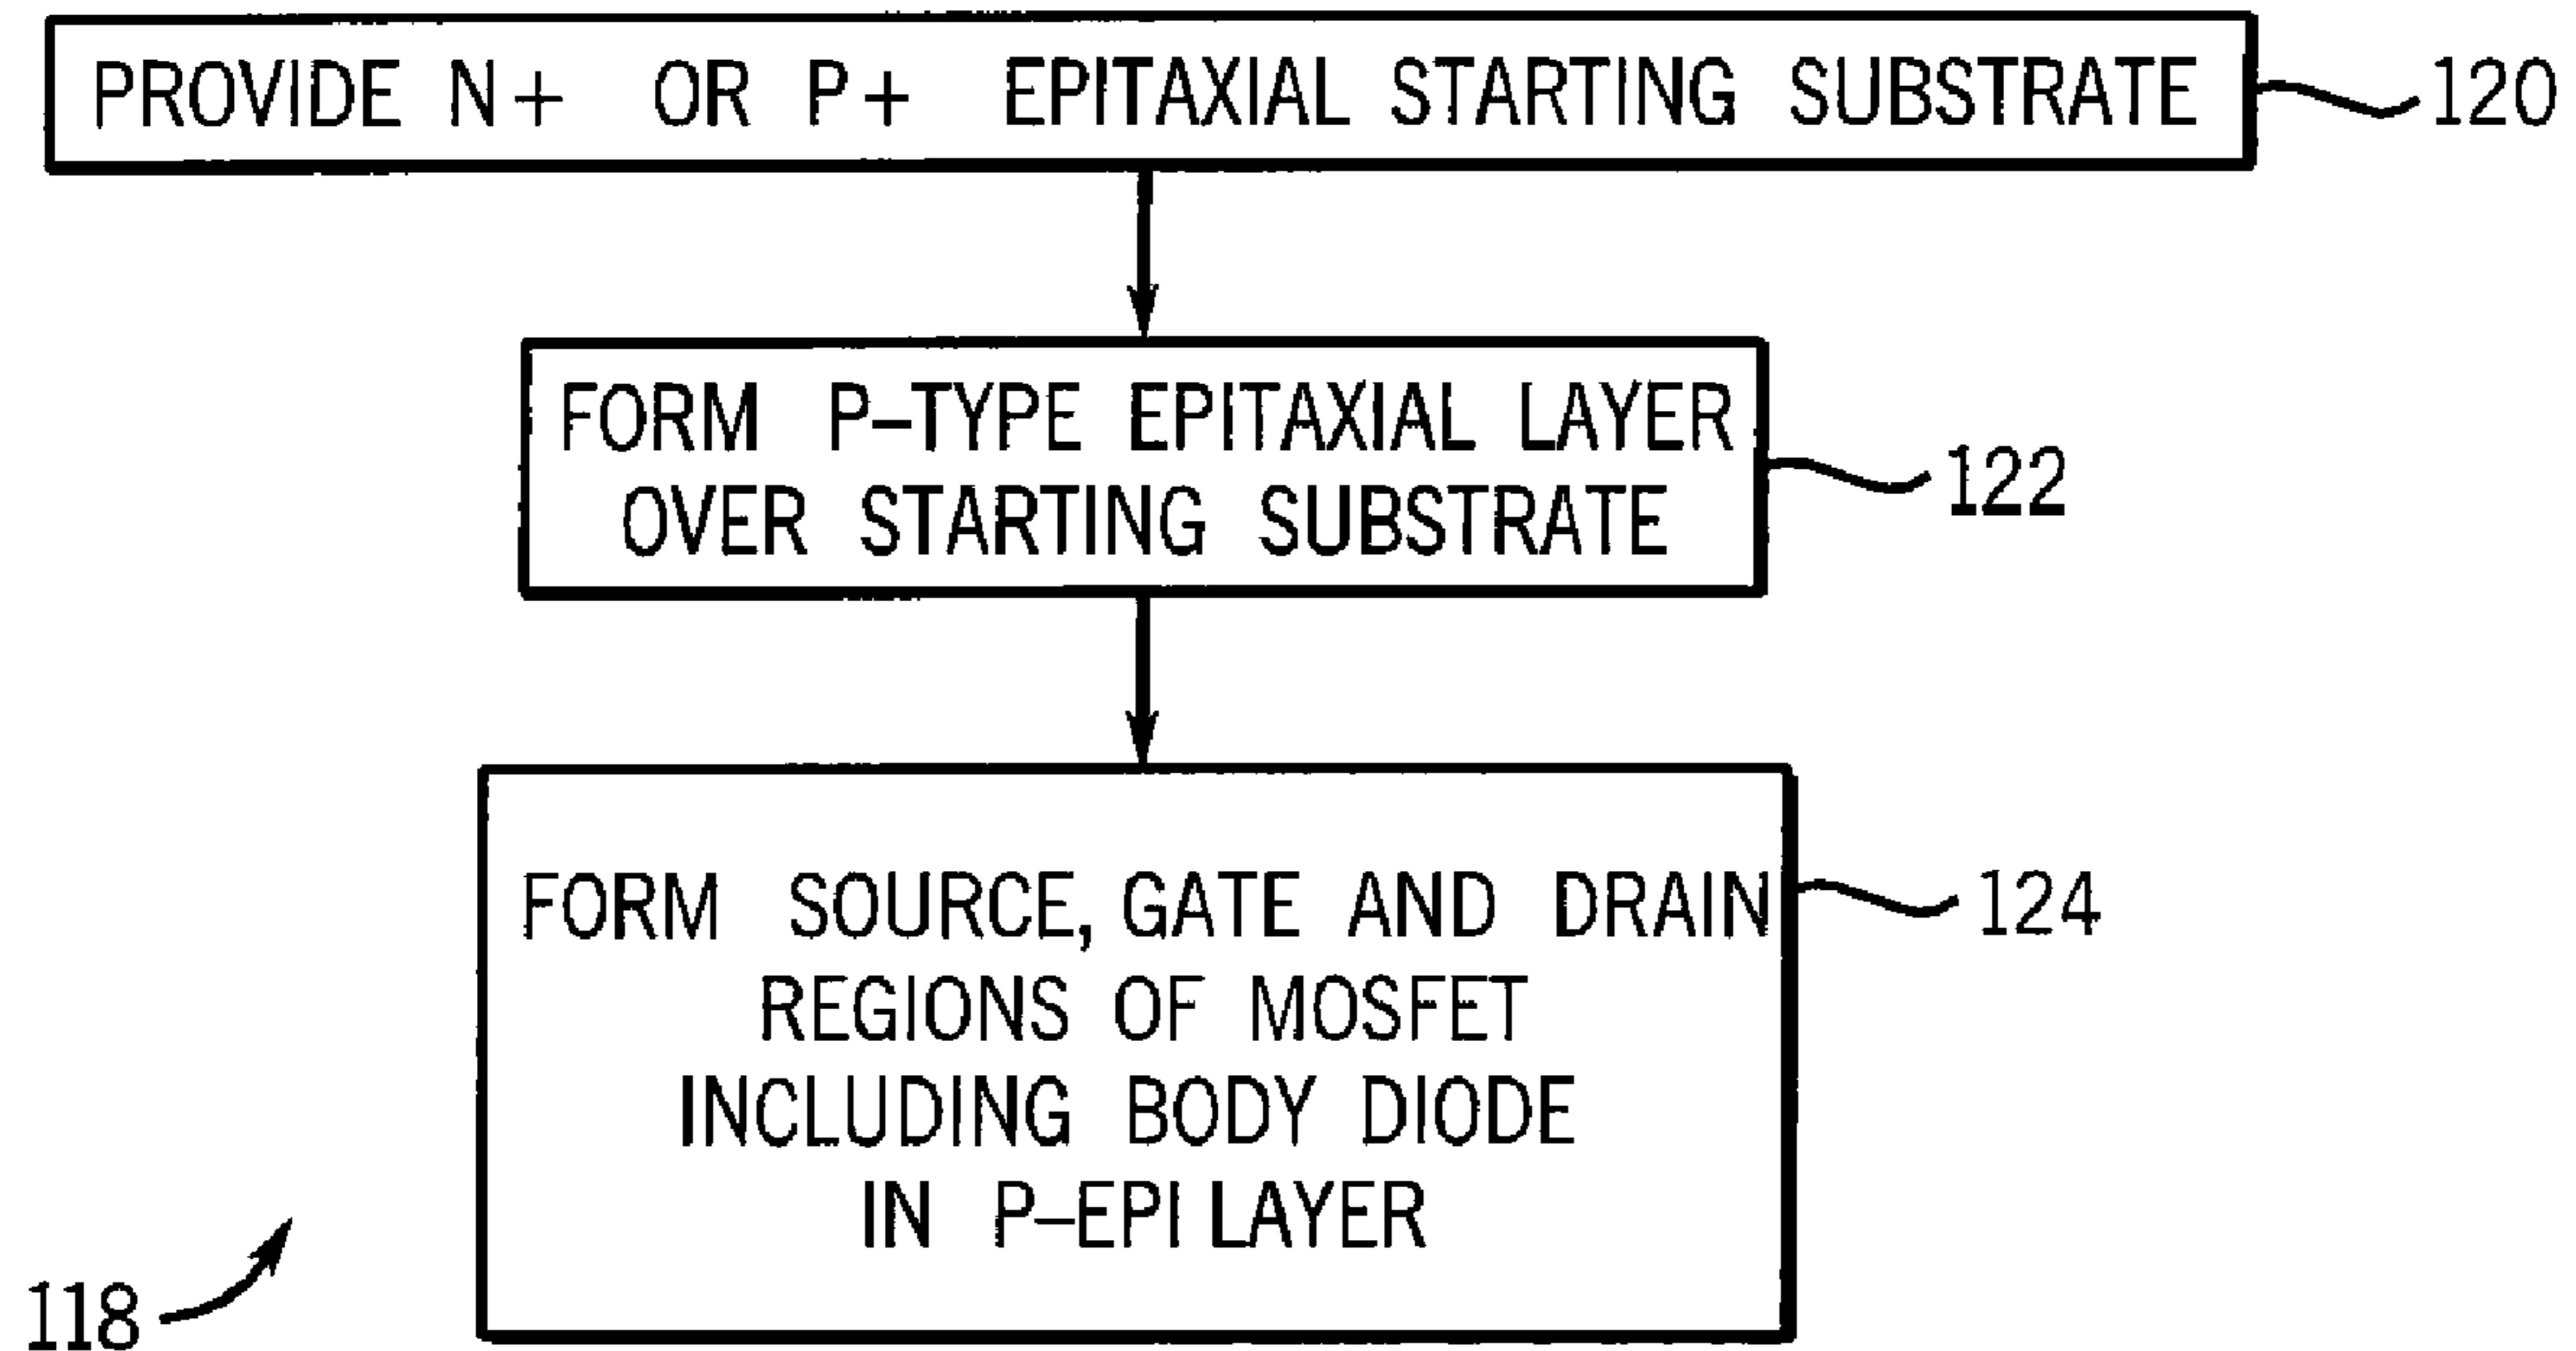 PROVIDE N+ OR P+ EPITAXIAL STARTING SUBSTRATE
120
FORM P-TYPE EPITAXIAL LAYER
OVER STARTING SUBSTRATE
122
FORM SOURCE, GATE AND DRAIN
REGIONS OF MOSFET
INCLUDING BODY DIODE
IN P-EPI LAYER
124
118